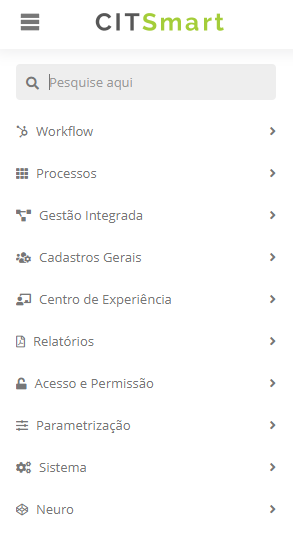 CITSmart
Pesquise aqui
Workflow
Processos
Gestão Integrada
Cadastros Gerais
Centro de Experiência
Relatórios
Acesso e Permissão
Parametrização
Sistema
Neuro